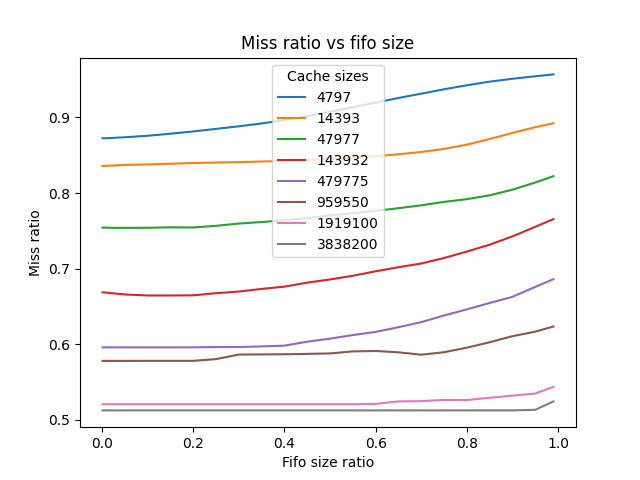 Miss ratio vs fifo size
Cache sizes
4797
14393
47977
143932
479775
959550
1919100
3838200
Miss ratio
0.9
0.8
0.7
0.6
0.5
0.0 0.2 0.4 0.6 0.8 1.0
Fifo size ratio